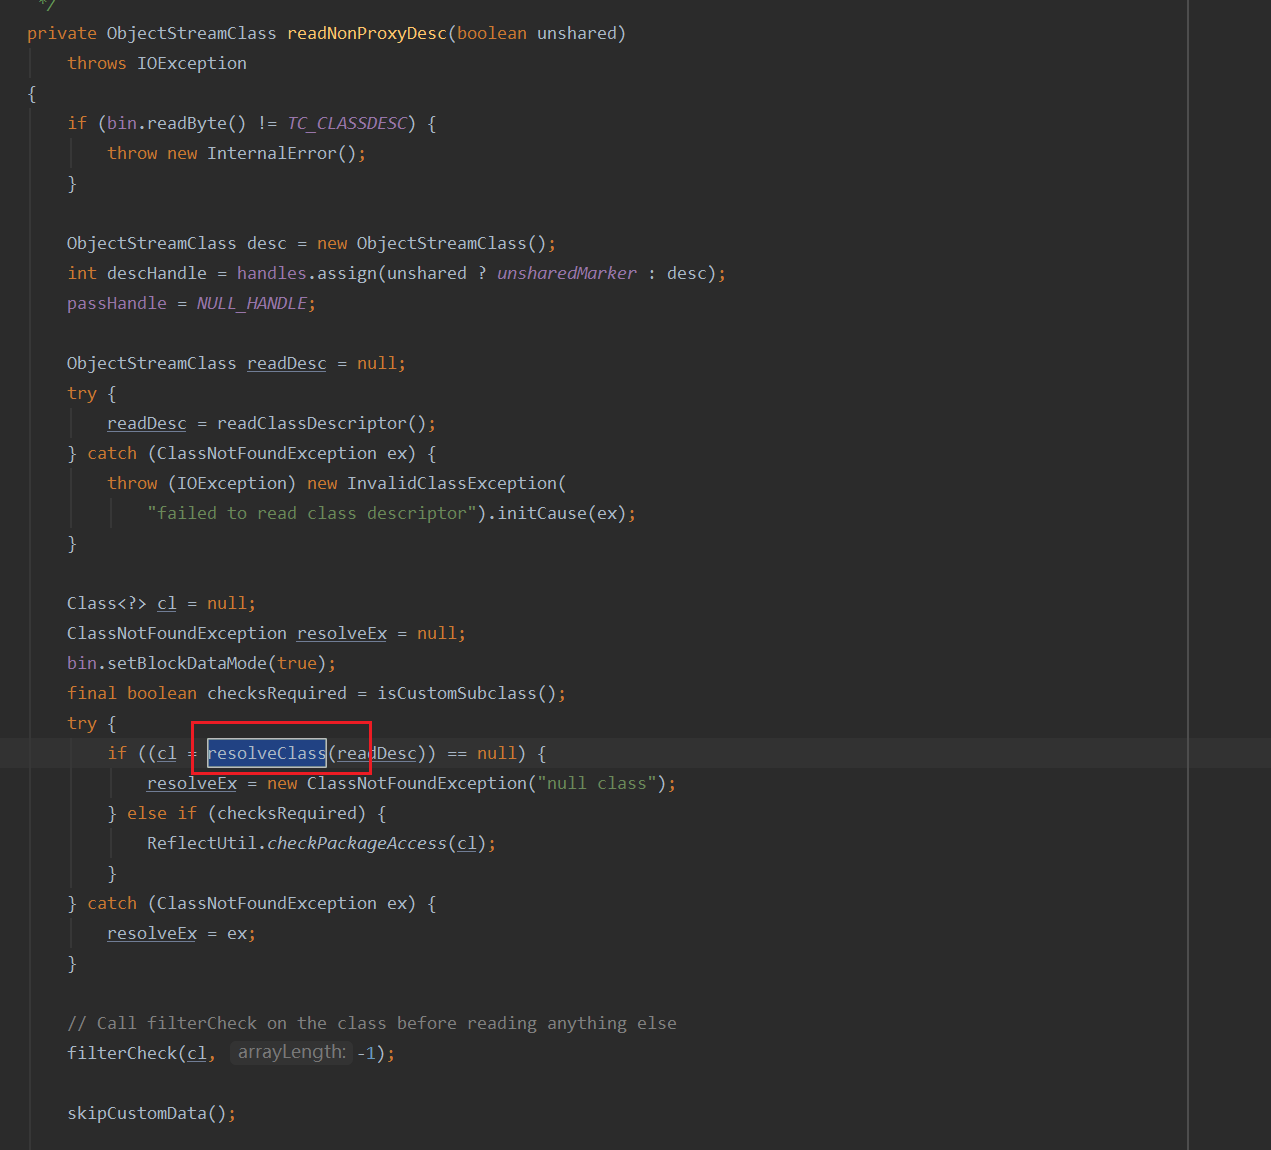 */
private ObjectStreamClass readNonProxyDesc(boolean unshared)
throws IOException
{
if (bin.readByte() != TC_CLASSDESC) {
throw new InternalError();
}
ObjectStreamClass desc = new ObjectStreamClass();
int descHandle = handles.assign(unshared ? unsharedMarker : desc);
passHandle = NULL_HANDLE;
ObjectStreamClass readDesc = null;
try {
readDesc = readClassDescriptor();
} catch (ClassNotFoundException ex) {
throw (IOException) new InvalidClassException(
"failed to read class descriptor").initCause(ex);
}
Class<?> cl = null;
ClassNotFoundException resolveEx = null;
bin.setBlockDataMode(true);
final boolean checksRequired = isCustomSubclass();
try {
if ((cl = resolveClass(readDesc)) == null) {
resolveEx = new ClassNotFoundException("null class");
} else if (checksRequired) {
ReflectUtil.checkPackageAccess(cl);
}
} catch (ClassNotFoundException ex) {
resolveEx = ex;
}
// Call filterCheck on the class before reading anything else
filterCheck(cl, arrayLength: -1);
skipCustomData();